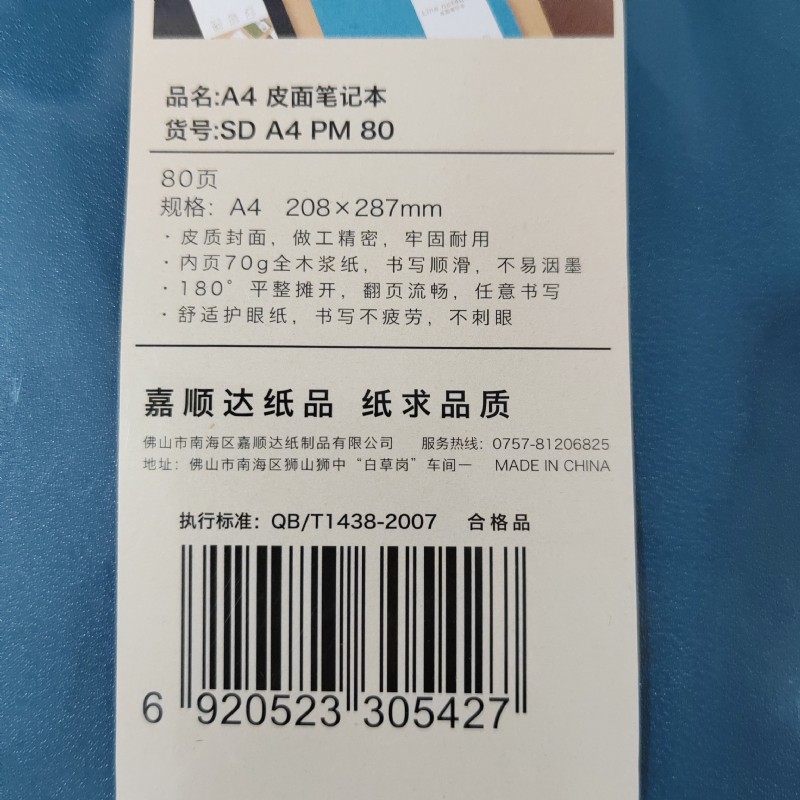 品名:A4 皮面笔记本
货号:SD A4 PM 80
80页
规格: A4 208×287mm
· 皮质封面, 做工精密, 牢固耐用
· 内页70g全木浆纸, 书写顺滑, 不易洇墨
· 180° 平整摊开, 翻页流畅, 任意书写
· 舒适护眼纸, 书写不疲劳, 不刺眼
嘉顺达纸品 纸求品质
佛山市南海区嘉顺达纸制品有限公司 服务热线: 0757-81206825
地址: 佛山市南海区狮山狮中“白草岗”车间一 MADE IN CHINA
执行标准: QB/T1438-2007 合格品
6 920523 305427